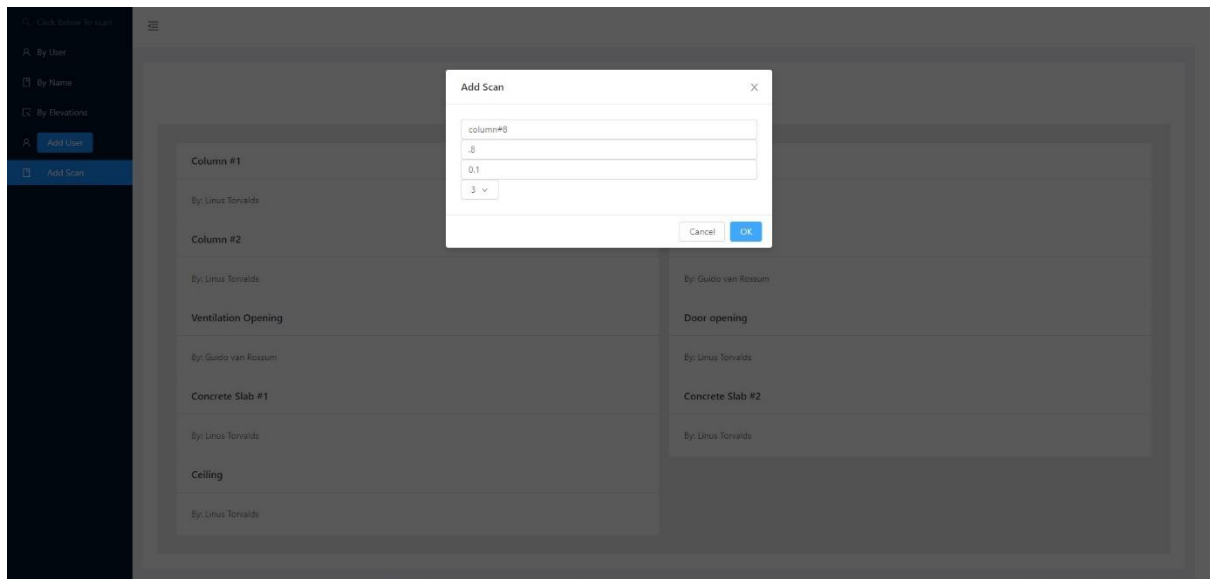 Click Below To scan
By User
By Name
By Elevations
Add User
Add Scan
Add Scan
column#8
.8
0.1
3
Cancel
OK
Column #1
By: Linus Torvalds
Column #2
By: Linus Torvalds
By: Guido van Rossum
Ventilation Opening
Door opening
By: Guido van Rossum
By: Linus Torvalds
Concrete Slab #1
Concrete Slab #2
By: Linus Torvalds
By: Linus Torvalds
Ceiling
By: Linus Torvalds